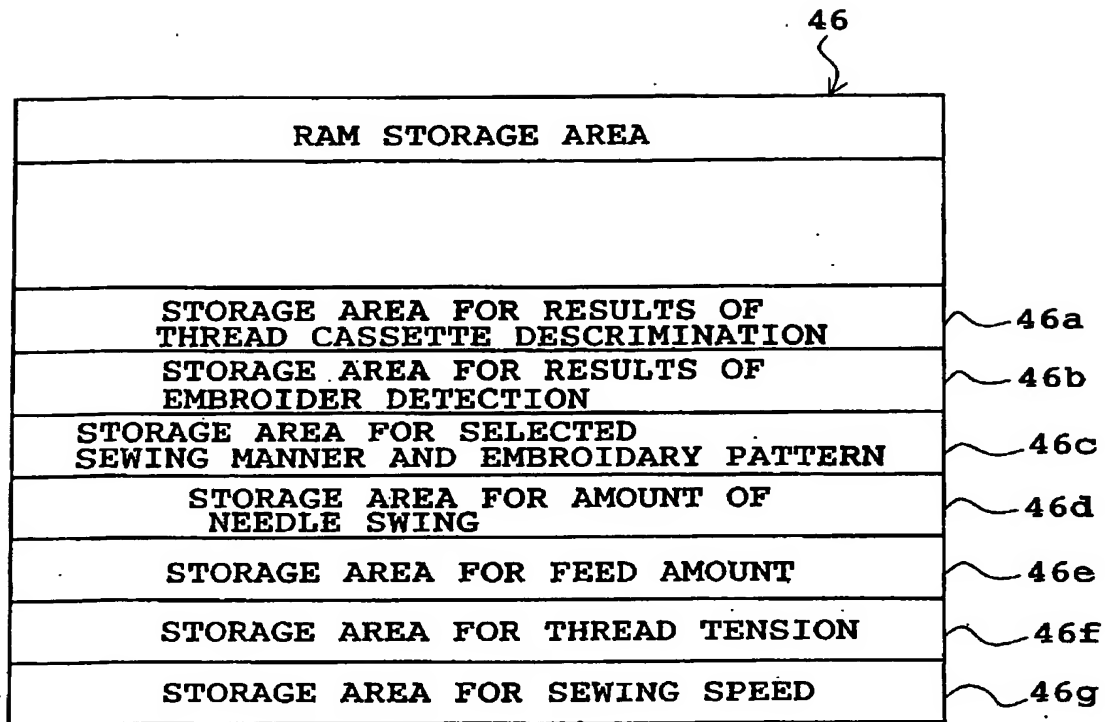 46
RAM STORAGE AREA
STORAGE AREA FOR RESULTS OF
THREAD CASSETTE DESCRIMINATION
46a
STORAGE AREA FOR RESULTS OF
EMBROIDER DETECTION
46b
STORAGE AREA FOR SELECTED
SEWING MANNER AND EMBROIDARY PATTERN
46c
STORAGE AREA FOR AMOUNT OF
NEEDLE SWING
46d
STORAGE AREA FOR FEED AMOUNT
46e
STORAGE AREA FOR THREAD TENSION
46f
STORAGE AREA FOR SEWING SPEED
46g